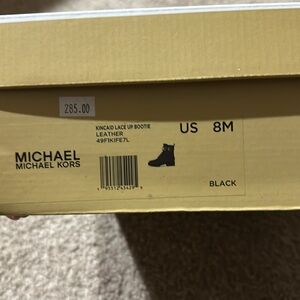 285.00
KINCAID LACE UP BOOTIE
LEATHER
49F1KIFE7L
US 8M
MICHAEL
MICHAEL KORS
BLACK